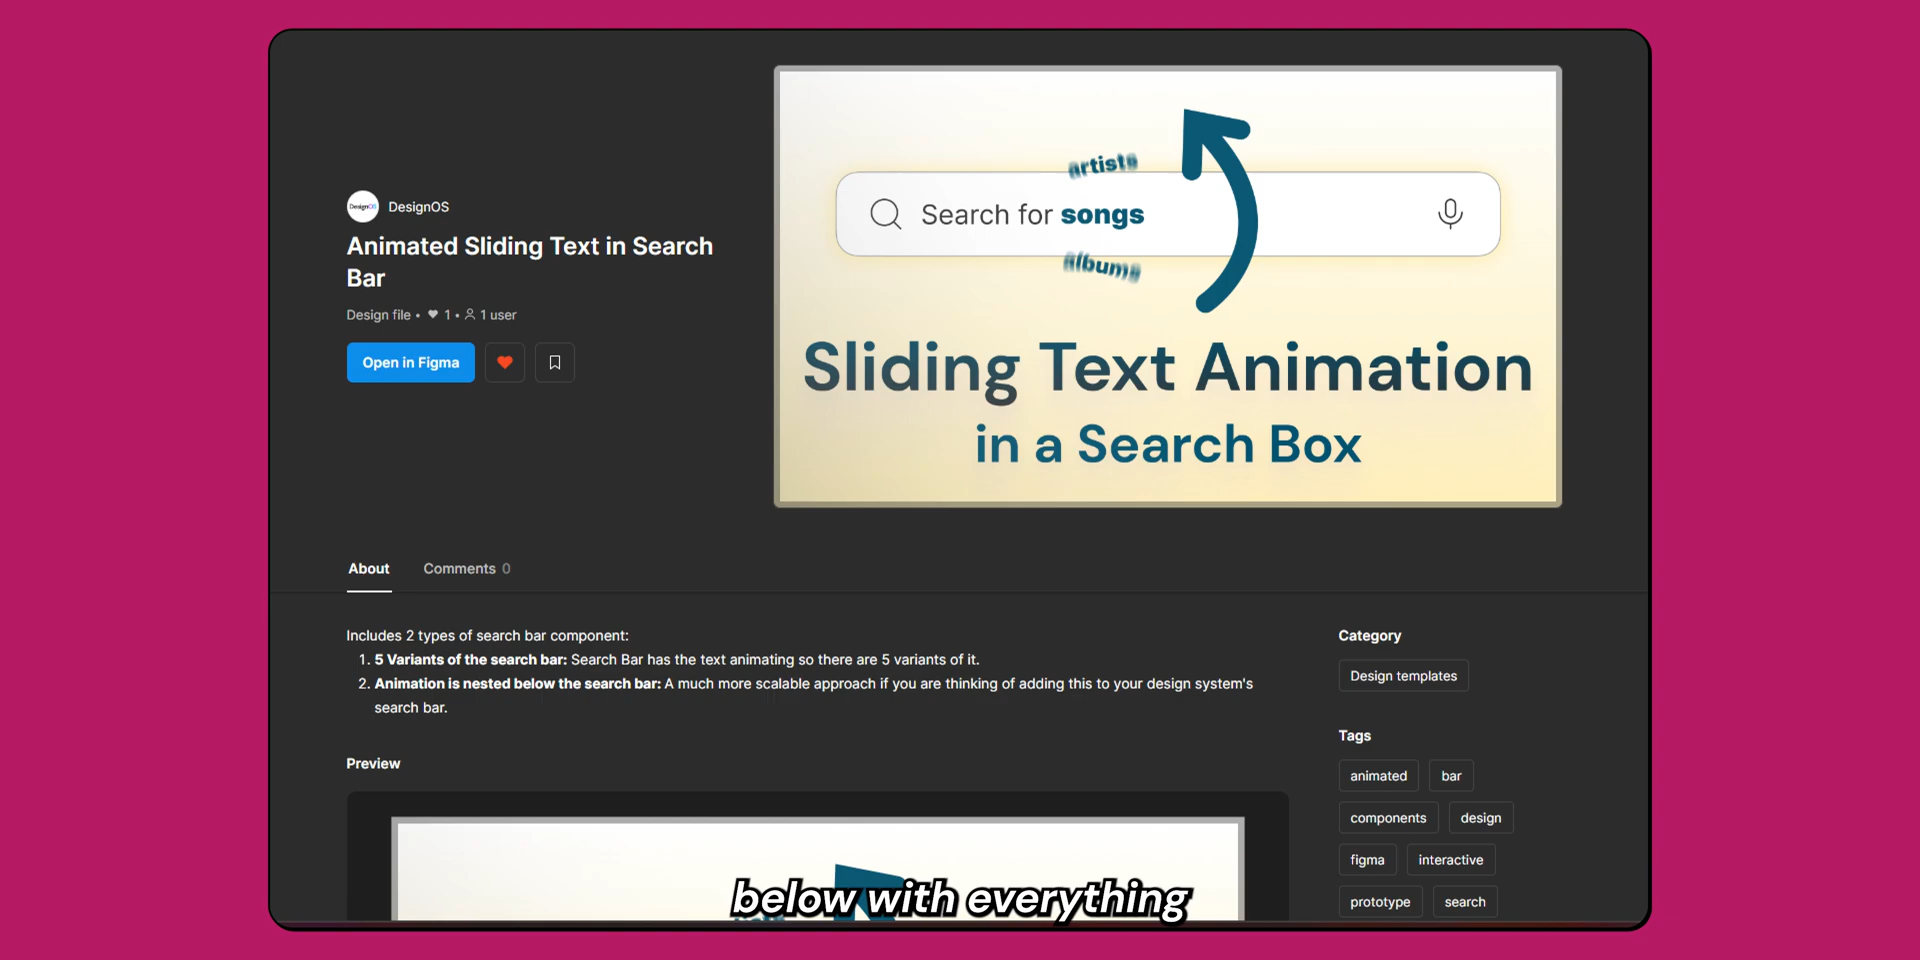 DesignOS
DesignOS
Animated Sliding Text in Search
Bar
Design file • 1 • 1 user
Open in Figma
artists
Search for songs
albums
Sliding Text Animation
in a Search Box
About
Comments 0
Includes 2 types of search bar component:
1. 5 Variants of the search bar: Search Bar has the text animating so there are 5 variants of it.
2. Animation is nested below the search bar: A much more scalable approach if you are thinking of adding this to your design system's
search bar.
Preview
Category
Design templates
Tags
animated
bar
components
design
figma
interactive
prototype
search
below with everything